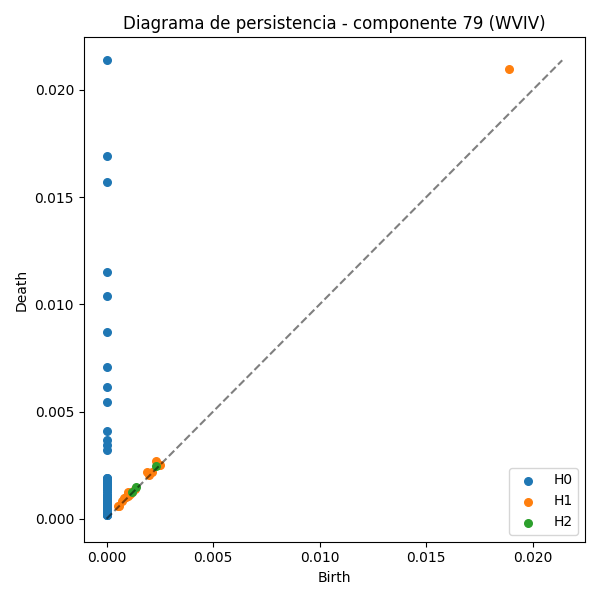 Diagrama de persistencia - componente 79 (WVIV)
Death
0.020
0.015
0.010
0.005
0.000
0.000 0.005 0.010 0.015 0.020
Birth
H0
H1
H2